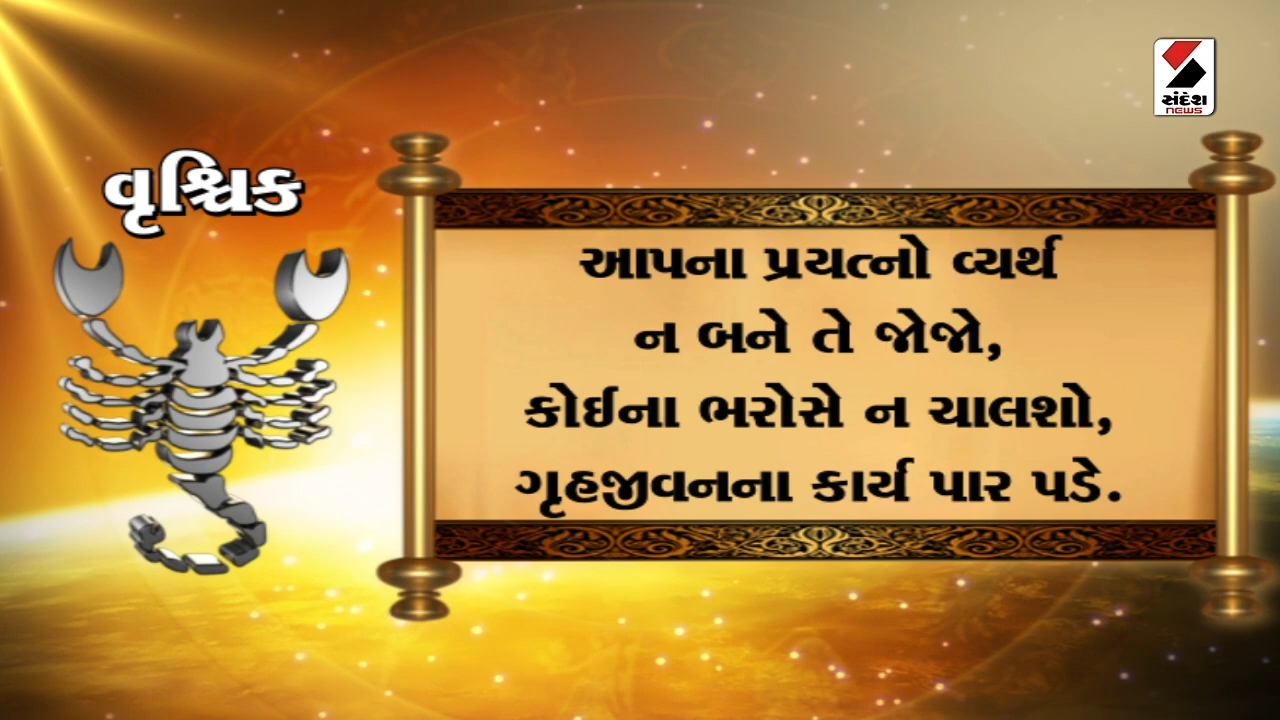 સંદેશ
NEWS
વૃશ્ચિક
આપના પ્રયત્નો વ્યર્થ
ન બને તે જોજો,
કોઈના ભરોસે ન ચાલશો,
ગૃહજીવનના કાર્ય પાર પડે.